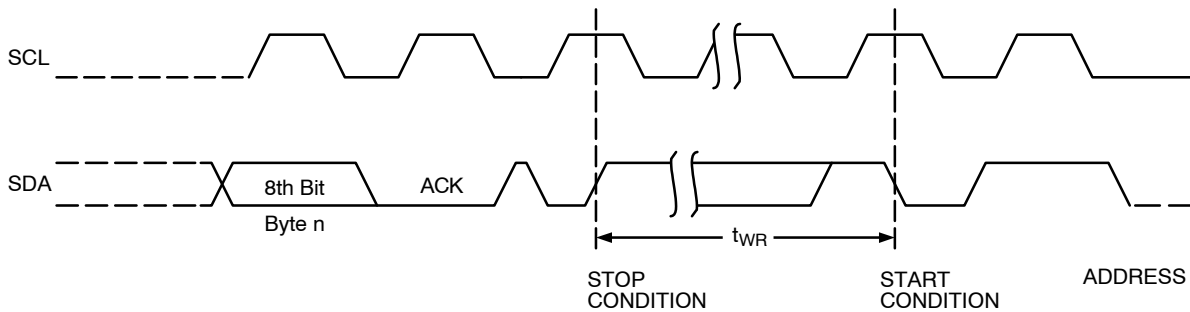 SCL
SDA
8th Bit
ACK
Byte n
tWR
STOP
CONDITION
START
CONDITION
ADDRESS